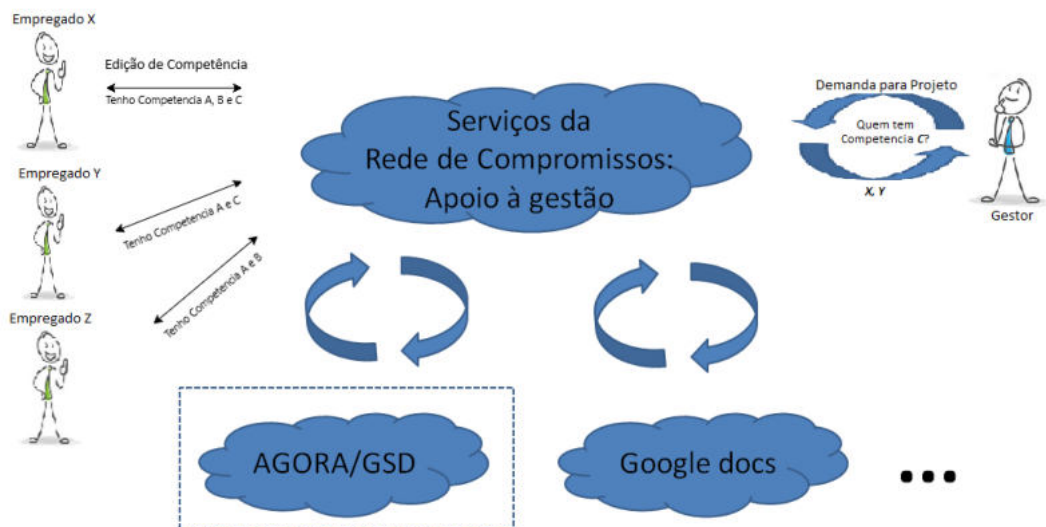 Empregado X
Edição de Competência
Tenho Competencia A, B e C
Empregado Y
Tenho Competencia A e C
Empregado Z
Tenho Competencia A e B
Serviços da
Rede de Compromissos:
Apoio à gestão
Demanda para Projeto
Quem tem
Competencia C?
X, Y
Gestor
AGORA/GSD
Google docs
...